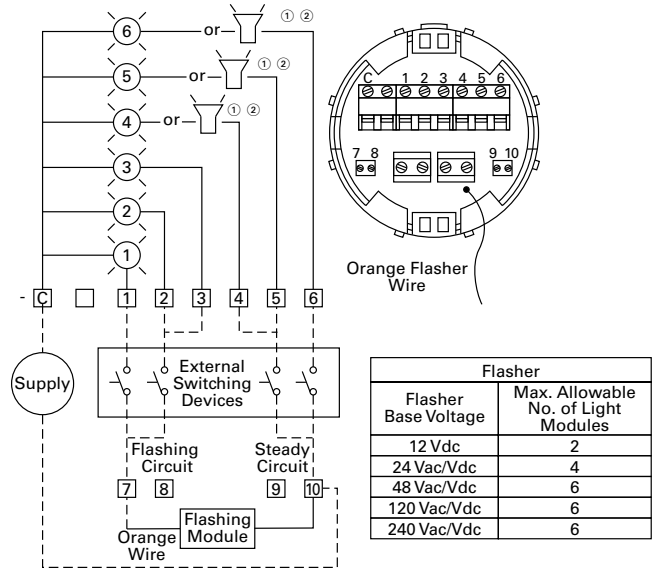 6 or ① ②
5 or ① ②
4 or ① ②
3
2
1
- C 1 2 3 4 5 6
Supply
External
Switching
Devices
Flashing
Circuit
Steady
Circuit
7 8 9 10
Orange
Wire
Flashing
Module
C 1 2 3 4 5 6
7 8 9 10
Orange Flasher
Wire
Flasher
Flasher
Base Voltage
Max. Allowable
No. of Light
Modules
12 Vdc 2
24 Vac/Vdc 4
48 Vac/Vdc 6
120 Vac/Vdc 6
240 Vac/Vdc 6